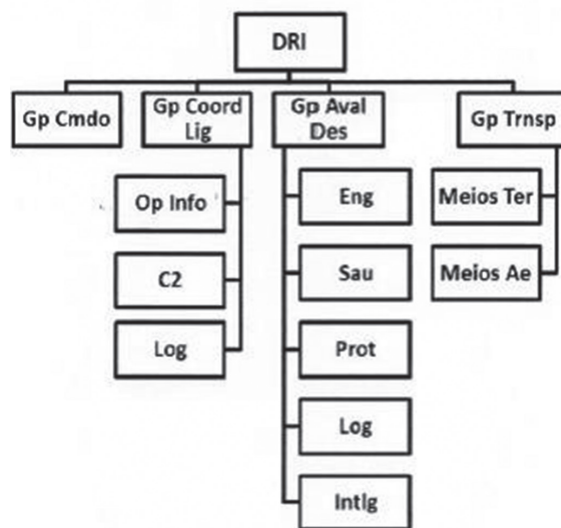 DRI
Gp Cmdo
Gp Coord
Lig
Gp Aval
Des
Gp Trnsp
Op Info
C2
Log
Eng
Sau
Prot
Log
Intlg
Meios Ter
Meios Ae